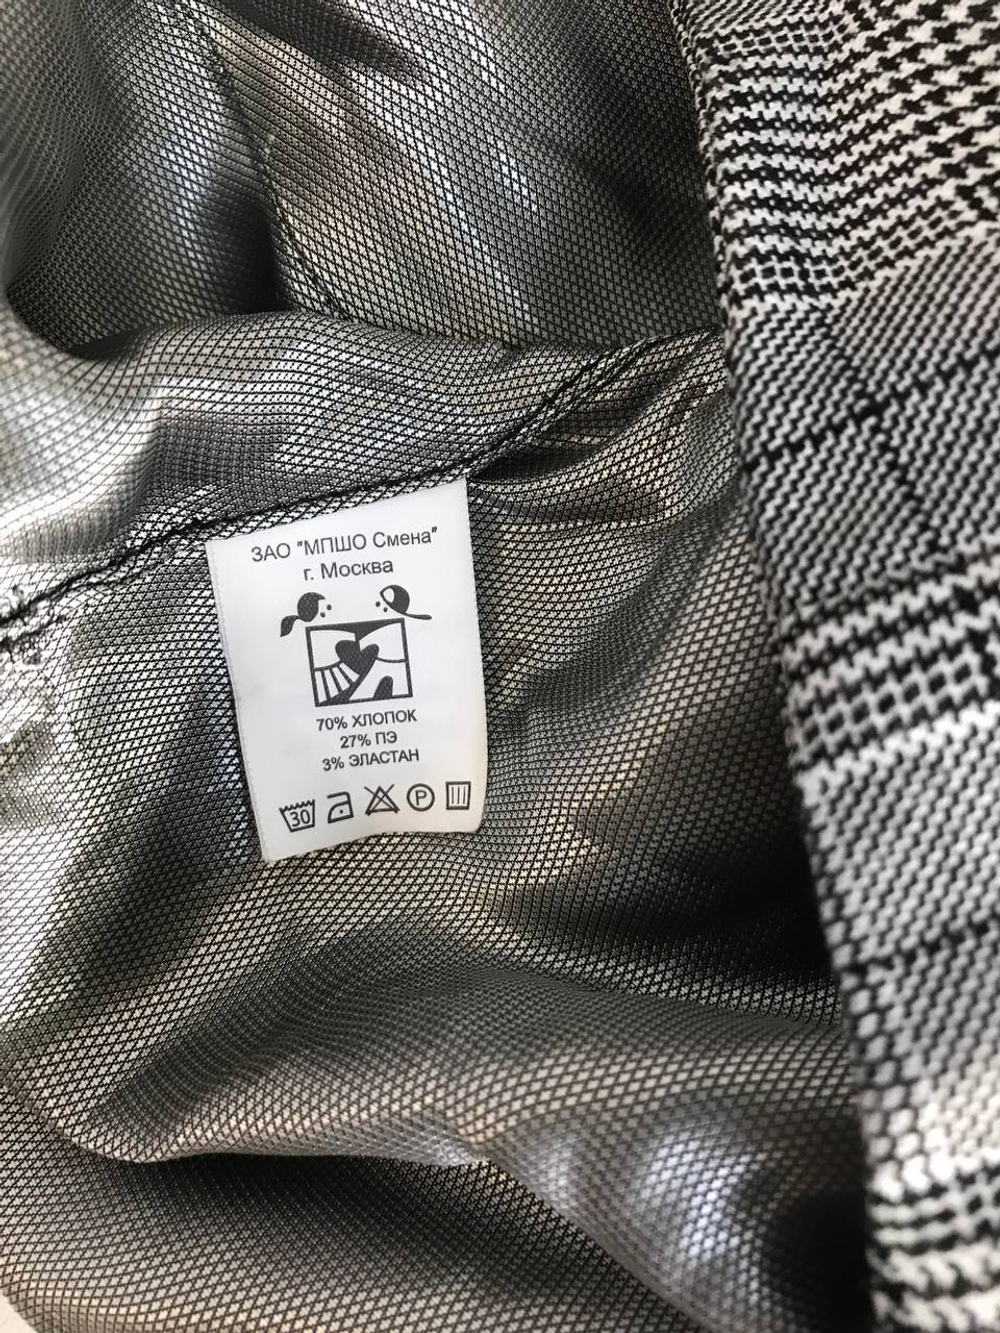 ЗАО "МПШО Смена"
г. Москва
70% ХЛОПОК
27% ПЭ
3% ЭЛАСТАН
30
P